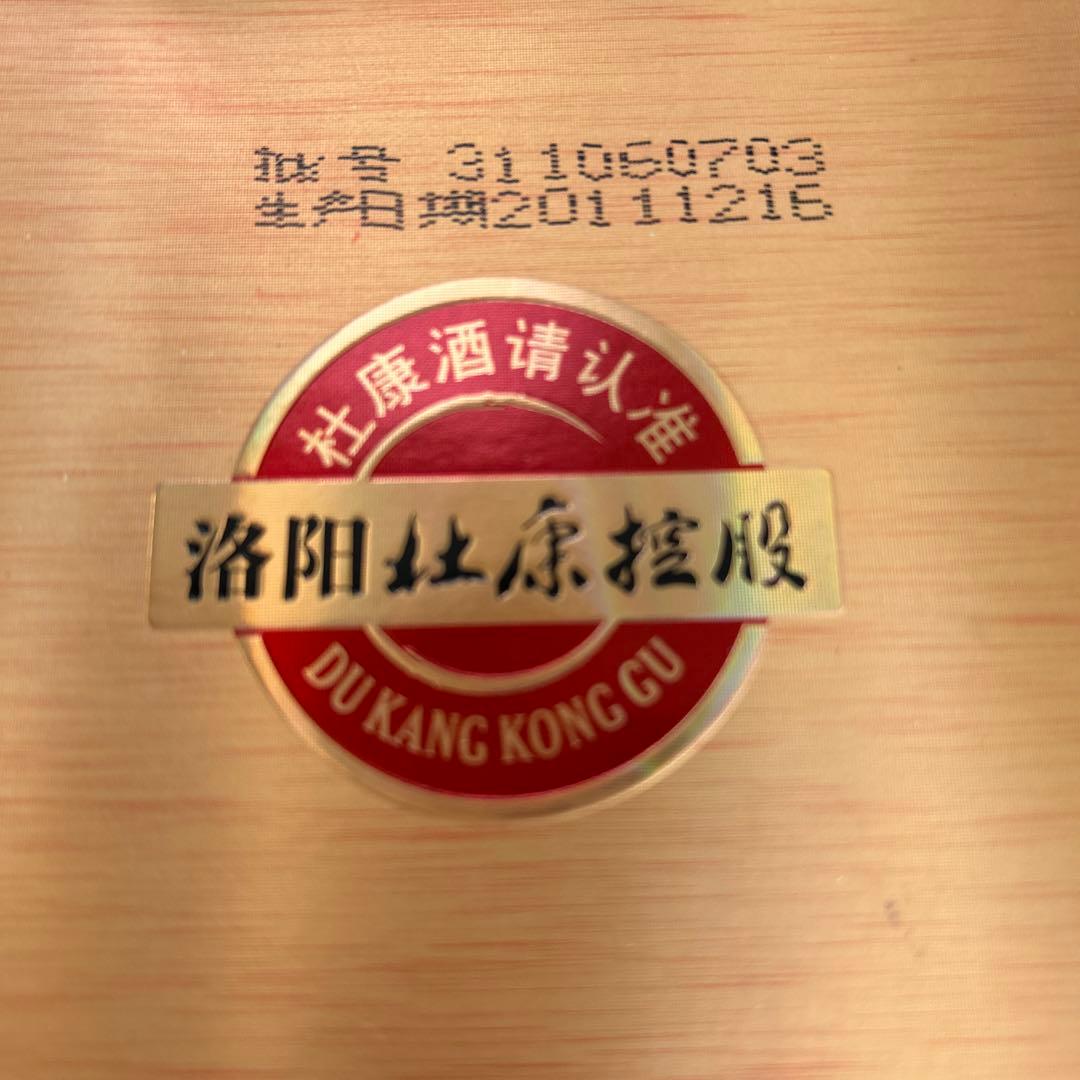 批号 311060703
生产日期20111216
杜康酒请认准
洛阳杜康控股
DU KANG KONG GU